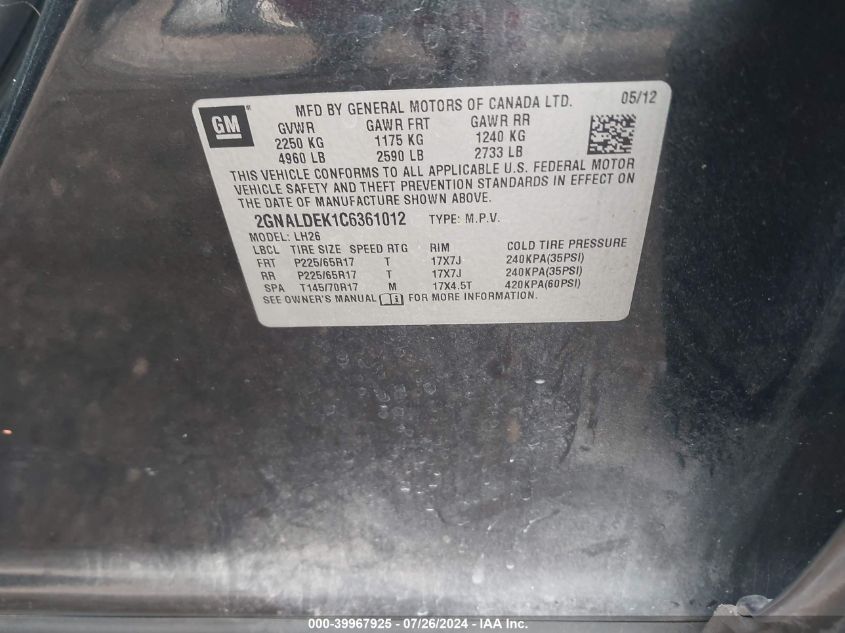 GM
MFD BY GENERAL MOTORS OF CANADA LTD. 05/12
GVWR GAWR FRT GAWR RR
2250 KG 1175 KG 1240 KG
4960 LB 2590 LB 2733 LB
THIS VEHICLE CONFORMS TO ALL APPLICABLE U.S. FEDERAL MOTOR
VEHICLE SAFETY AND THEFT PREVENTION STANDARDS IN EFFECT ON
THE DATE OF MANUFACTURE SHOWN ABOVE.
2GNALDEK1C6361012 TYPE: M.P.V.
MODEL: LH26
LBCL TIRE SIZE SPEED RTG RIM COLD TIRE PRESSURE
FRT P225/65R17 T 17X7J 240KPA(35PSI)
RR P225/65R17 T 17X7J 240KPA(35PSI)
SPA T145/70R17 M 17X4.5T 420KPA(60PSI)
SEE OWNER'S MANUAL FOR MORE INFORMATION.
000-39967925 - 07/26/2024 - IAA Inc.